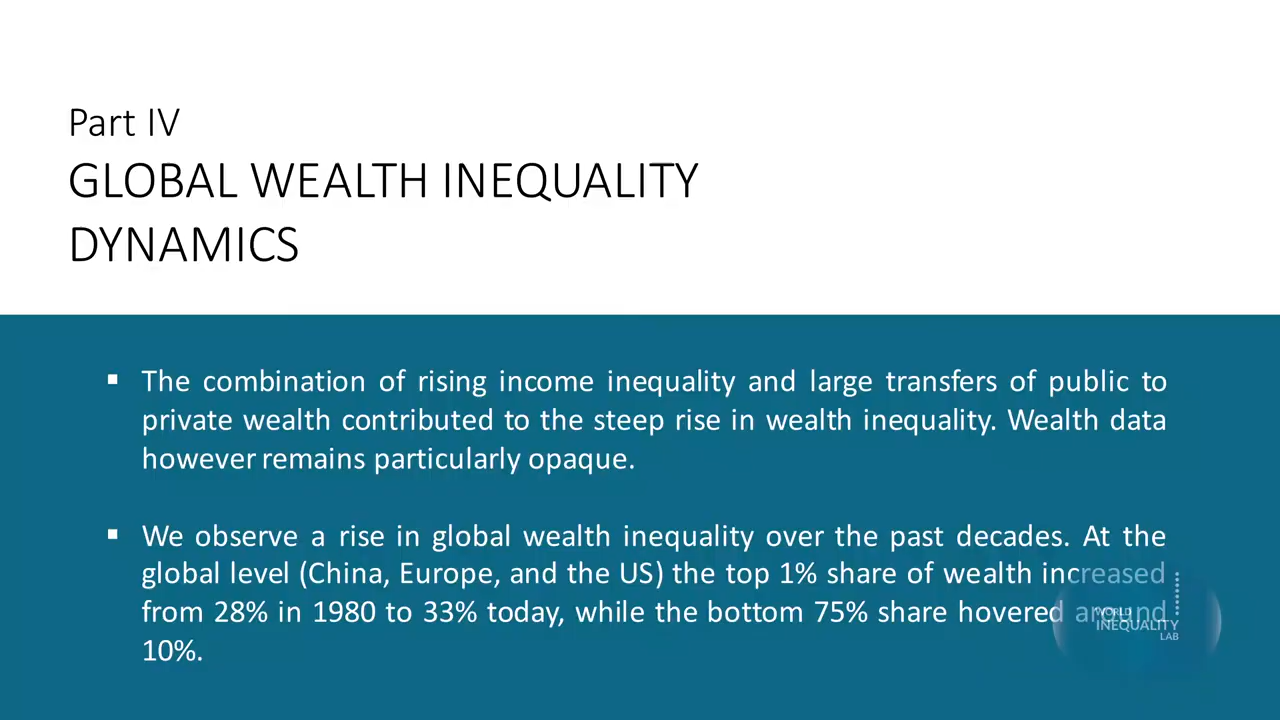 Part IV
GLOBAL WEALTH INEQUALITY
DYNAMICS
▪ The combination of rising income inequality and large transfers of public to
private wealth contributed to the steep rise in wealth inequality. Wealth data
however remains particularly opaque.
▪ We observe a rise in global wealth inequality over the past decades. At the
global level (China, Europe, and the US) the top 1% share of wealth increased
from 28% in 1980 to 33% today, while the bottom 75% share hovered around
10%.
WORLD
INEQUALITY
LAB